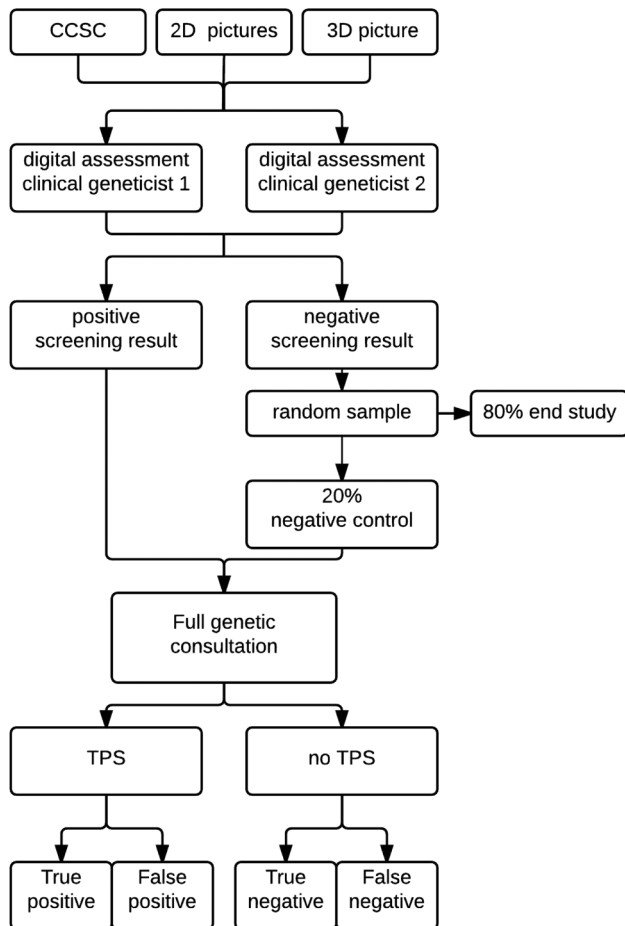 CCSC
2D pictures
3D picture
digital assessment
clinical geneticist 1
digital assessment
clinical geneticist 2
positive
screening result
negative
screening result
random sample
80% end study
20%
negative control
Full genetic
consultation
TPS
no TPS
True
positive
False
positive
True
negative
False
negative